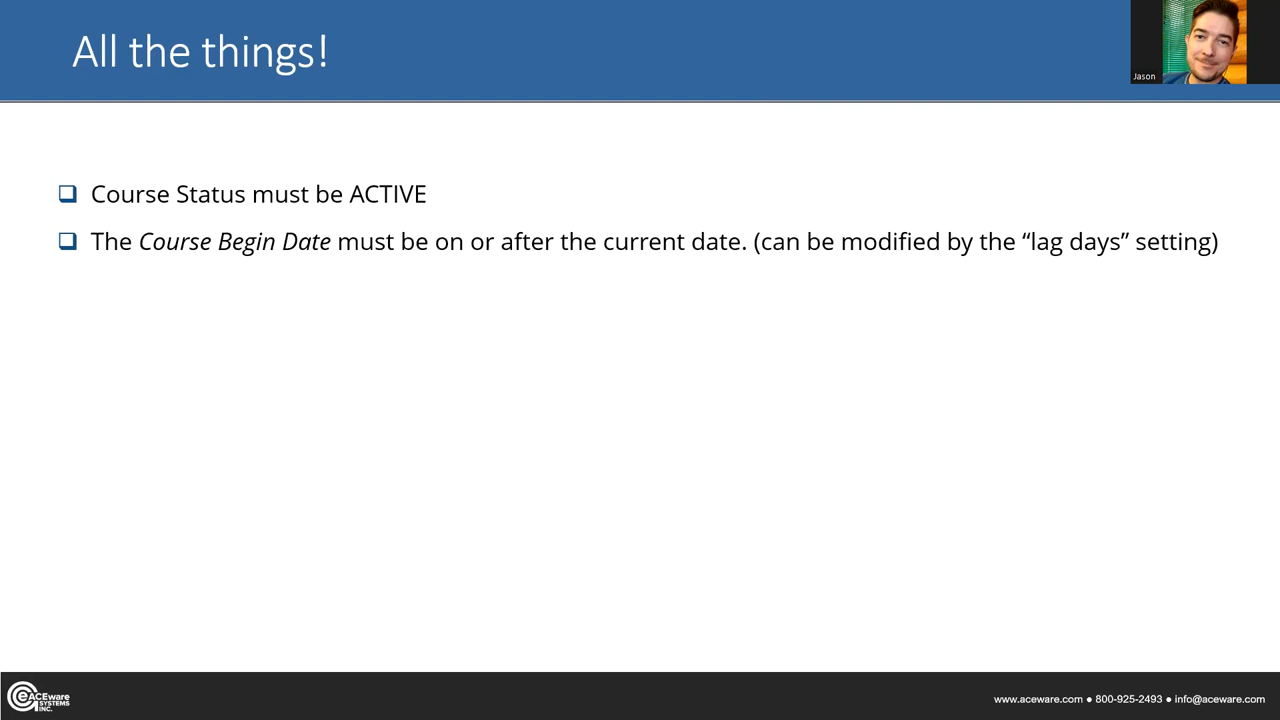 All the things!
Jason
Course Status must be ACTIVE
The Course Begin Date must be on or after the current date. (can be modified by the “lag days” setting)
ACEware
SYSTEMS
INC.
www.aceware.com ● 800-925-2493 ● info@aceware.com